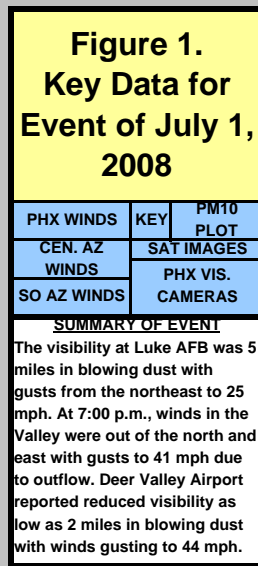 Figure 1.
Key Data for
Event of July 1,
2008
PHX WINDS
KEY
PM10
PLOT
CEN. AZ
WINDS
SAT IMAGES
SO AZ WINDS
PHX VIS.
CAMERAS
SUMMARY OF EVENT
The visibility at Luke AFB was 5
miles in blowing dust with
gusts from the northeast to 25
mph. At 7:00 p.m., winds in the
Valley were out of the north and
east with gusts to 41 mph due
to outflow. Deer Valley Airport
reported reduced visibility as
low as 2 miles in blowing dust
with winds gusting to 44 mph.